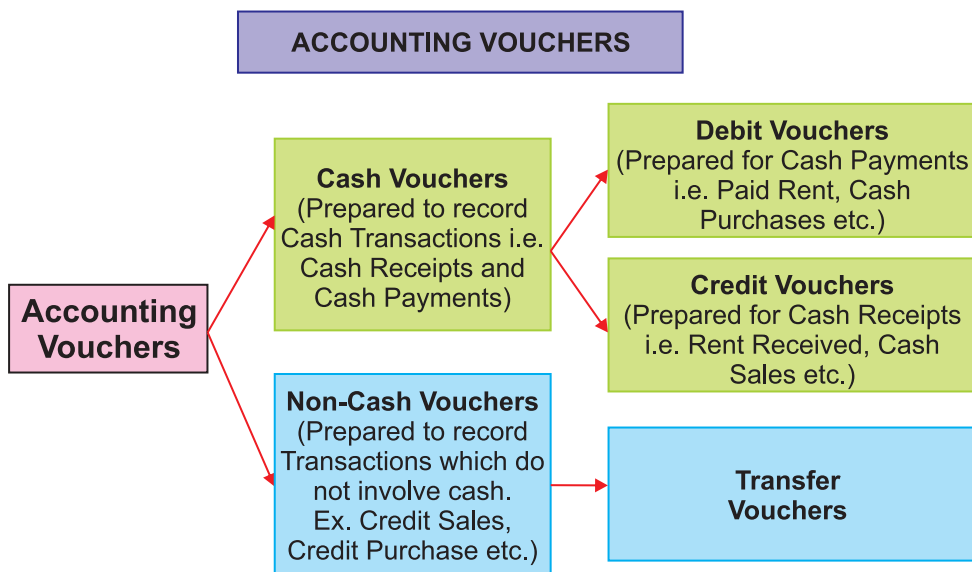 ACCOUNTING VOUCHERS
Accounting
Vouchers
Cash Vouchers
(Prepared to record
Cash Transactions i.e.
Cash Receipts and
Cash Payments)
Debit Vouchers
(Prepared for Cash Payments
i.e. Paid Rent, Cash
Purchases etc.)
Credit Vouchers
(Prepared for Cash Receipts
i.e. Rent Received, Cash
Sales etc.)
Non-Cash Vouchers
(Prepared to record
Transactions which do
not involve cash.
Ex. Credit Sales,
Credit Purchase etc.)
Transfer
Vouchers